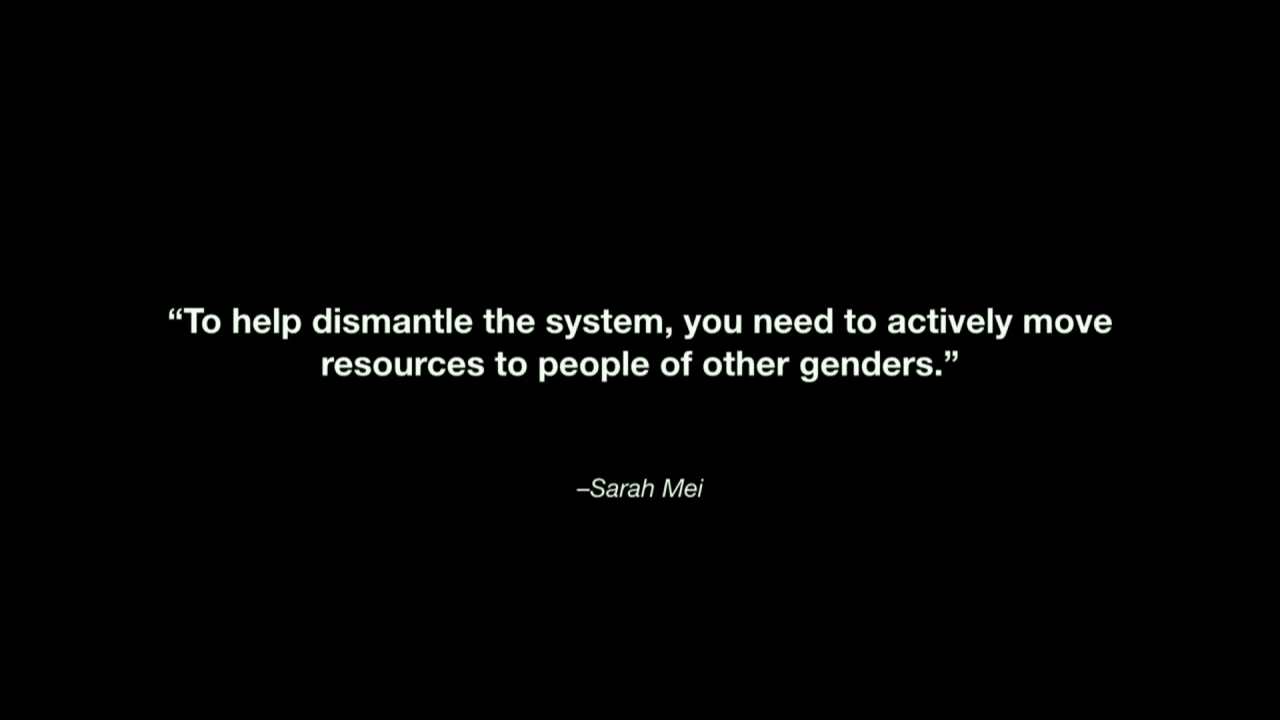 “To help dismantle the system, you need to actively move
resources to people of other genders.”
–Sarah Mei